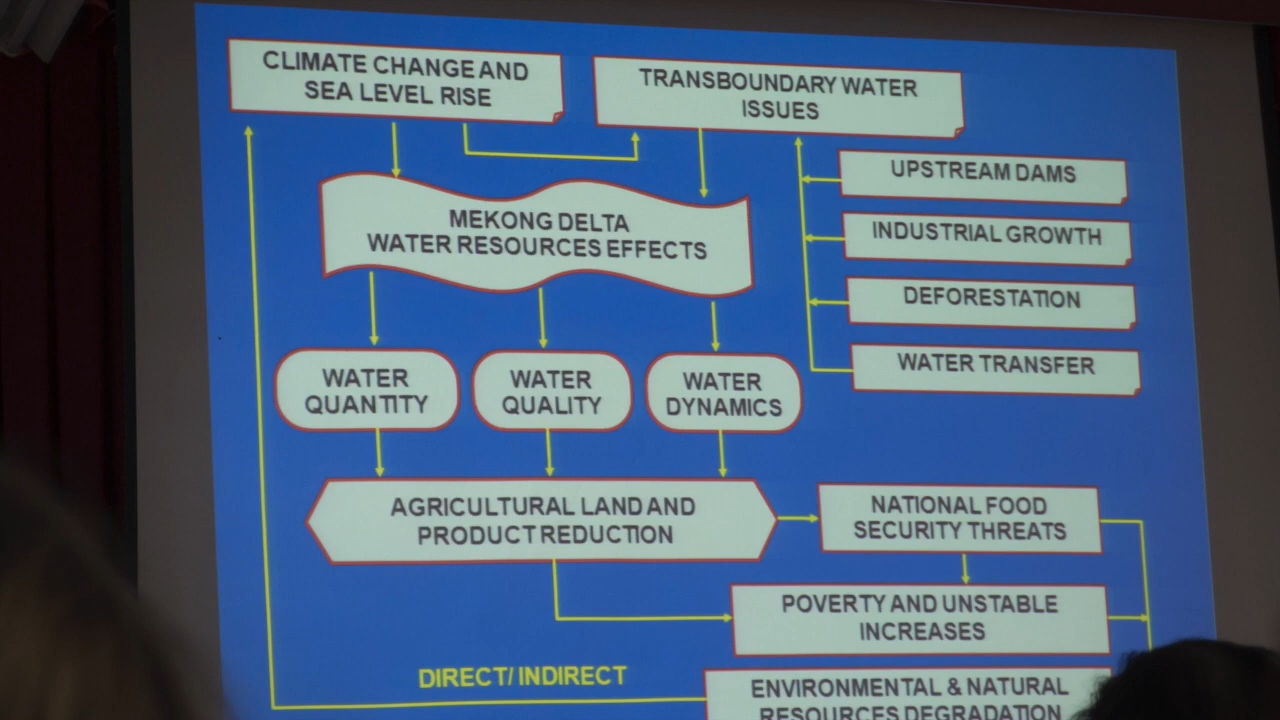 CLIMATE CHANGE AND
SEA LEVEL RISE
TRANSBOUNDARY WATER
ISSUES
UPSTREAM DAMS
INDUSTRIAL GROWTH
DEFORESTATION
WATER TRANSFER
MEKONG DELTA
WATER RESOURCES EFFECTS
WATER
QUANTITY
WATER
QUALITY
WATER
DYNAMICS
AGRICULTURAL LAND AND
PRODUCT REDUCTION
NATIONAL FOOD
SECURITY THREATS
POVERTY AND UNSTABLE
INCREASES
DIRECT/ INDIRECT
ENVIRONMENTAL & NATURAL
RESOURCES DEGRADATION